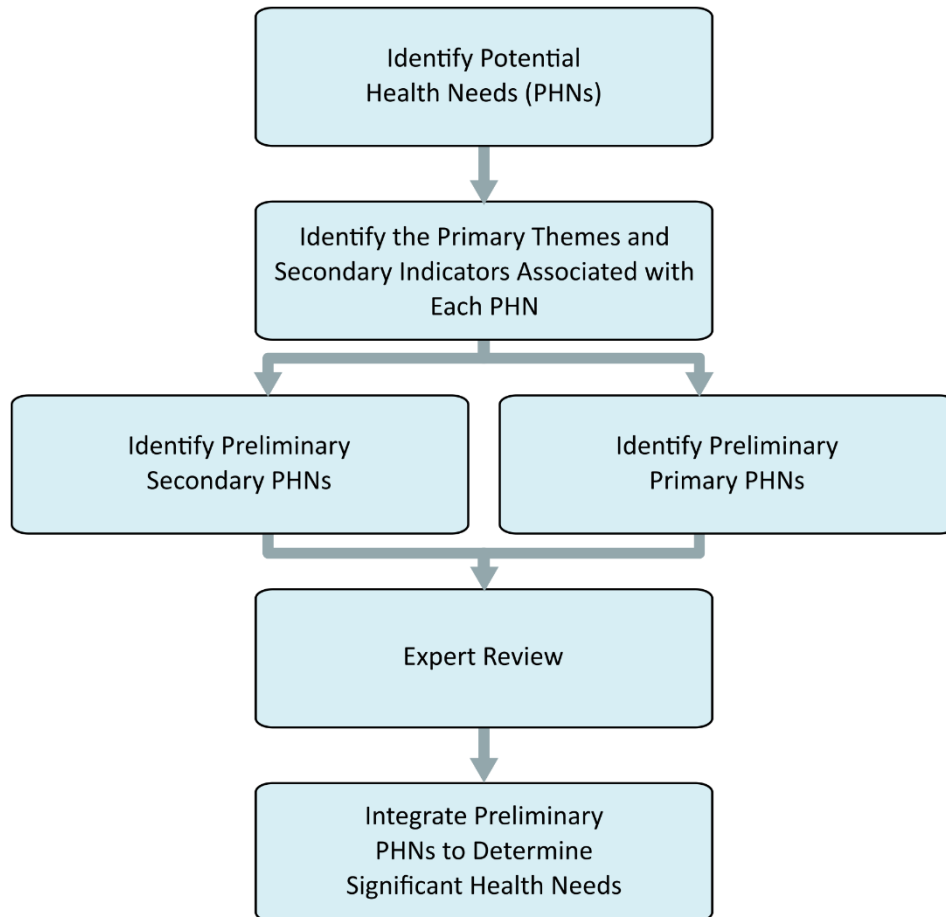 Identify Potential
Health Needs (PHNs)
Identify the Primary Themes and
Secondary Indicators Associated with
Each PHN
Identify Preliminary
Secondary PHNs
Identify Preliminary
Primary PHNs
Expert Review
Integrate Preliminary
PHNs to Determine
Significant Health Needs